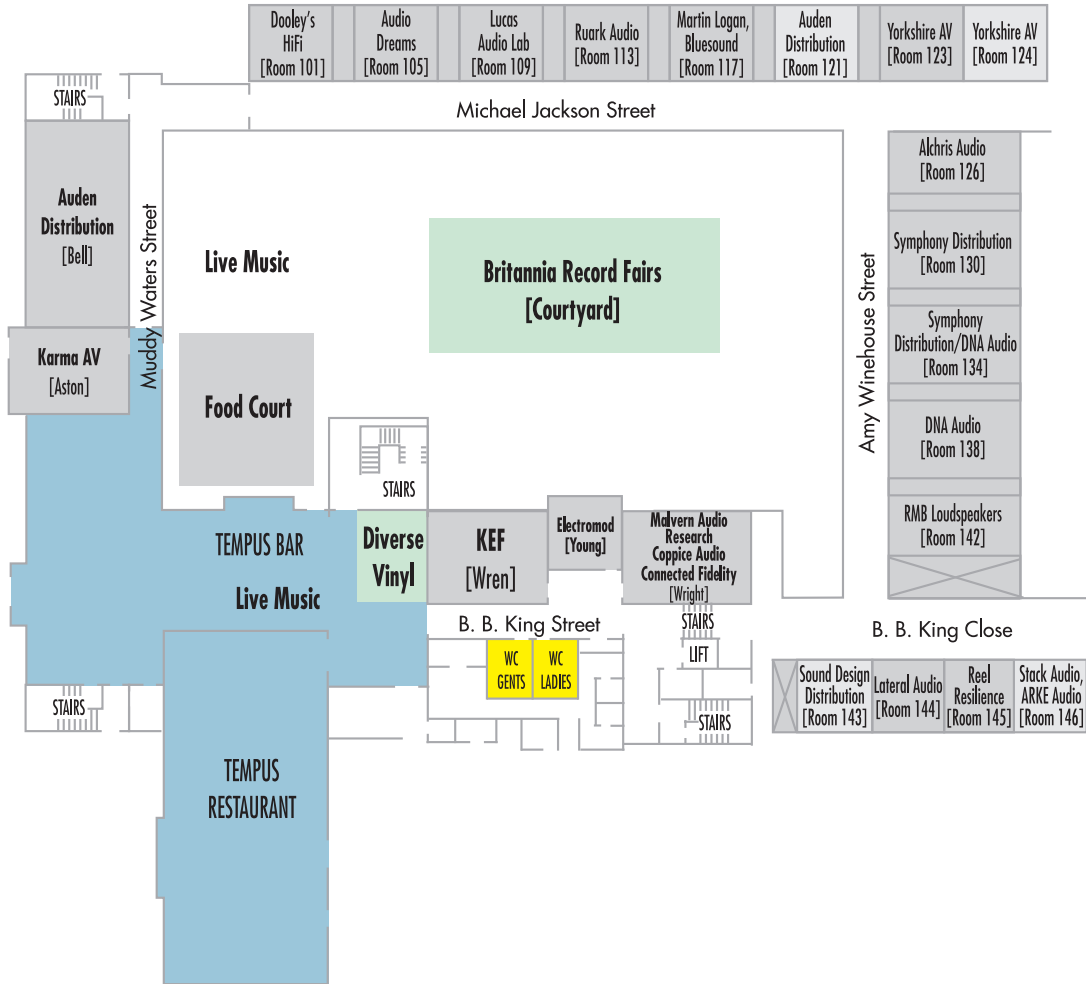 Dooley's
HiFi
[Room 101]
Audio
Dreams
[Room 105]
Lucas
Audio Lab
[Room 109]
Ruark Audio
[Room 113]
Martin Logan,
Bluesound
[Room 117]
Auden
Distribution
[Room 121]
Yorkshire AV
[Room 123]
Yorkshire AV
[Room 124]
STAIRS
Michael Jackson Street
Auden
Distribution
[Bell]
Muddy Waters Street
Live Music
Britannia Record Fairs
[Courtyard]
Amy Winehouse Street
Alchris Audio
[Room 126]
Symphony Distribution
[Room 130]
Symphony
Distribution/DNA Audio
[Room 134]
DNA Audio
[Room 138]
RMB Loudspeakers
[Room 142]
Karma AV
[Aston]
Food Court
STAIRS
TEMPUS BAR
Live Music
Diverse
Vinyl
KEF
[Wren]
Electromod
[Young]
Malvern Audio
Research
Coppice Audio
Connected Fidelity
[Wright]
B. B. King Street
STAIRS
LIFT
B. B. King Close
WC
GENTS
WC
LADIES
STAIRS
STAIRS
Sound Design
Distribution
[Room 143]
Lateral Audio
[Room 144]
Reel
Resilience
[Room 145]
Stack Audio,
ARKE Audio
[Room 146]
TEMPUS
RESTAURANT